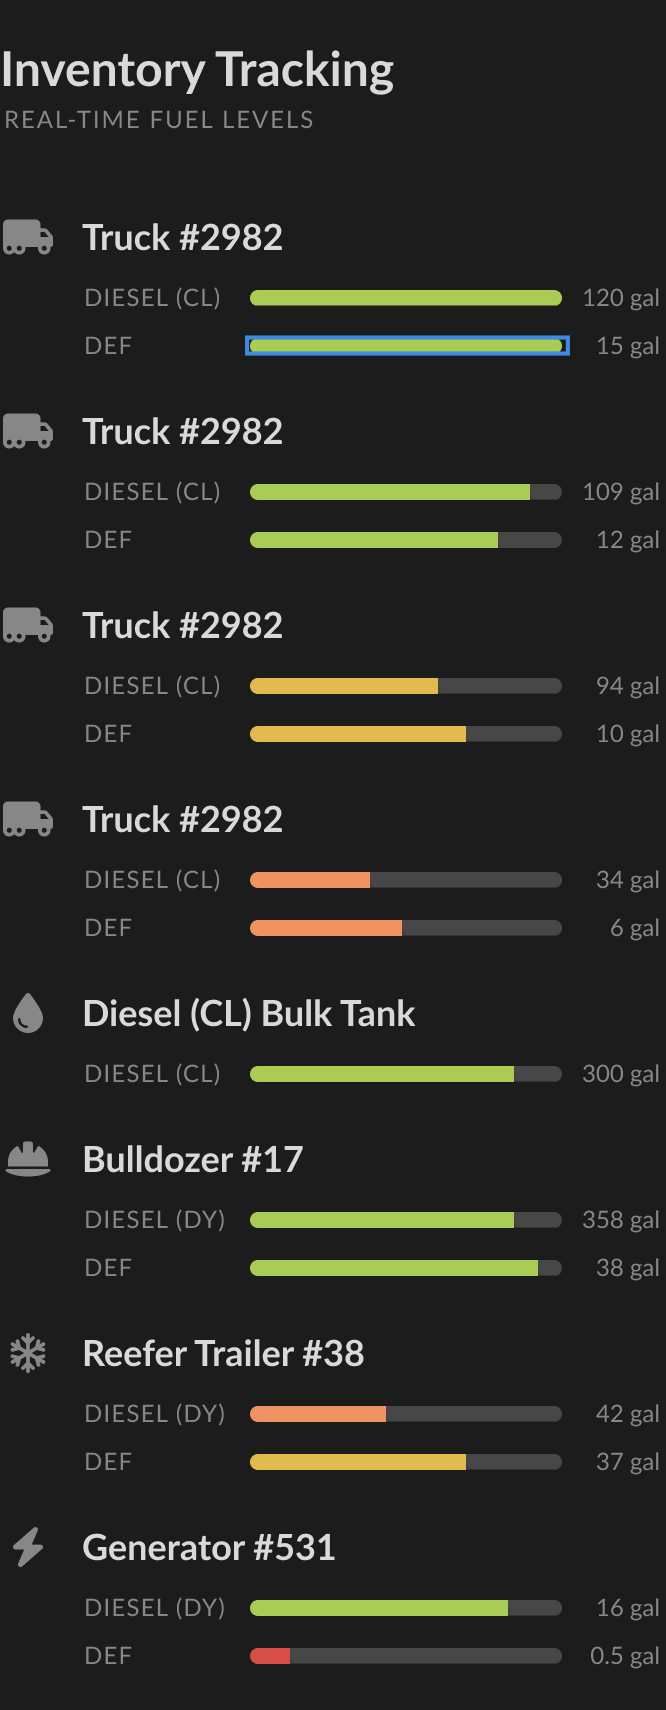 Inventory Tracking
REAL-TIME FUEL LEVELS
Truck #2982
DIESEL (CL) 120 gal
DEF 15 gal
Truck #2982
DIESEL (CL) 109 gal
DEF 12 gal
Truck #2982
DIESEL (CL) 94 gal
DEF 10 gal
Truck #2982
DIESEL (CL) 34 gal
DEF 6 gal
Diesel (CL) Bulk Tank
DIESEL (CL) 300 gal
Bulldozer #17
DIESEL (DY) 358 gal
DEF 38 gal
Reefer Trailer #38
DIESEL (DY) 42 gal
DEF 37 gal
Generator #531
DIESEL (DY) 16 gal
DEF 0.5 gal